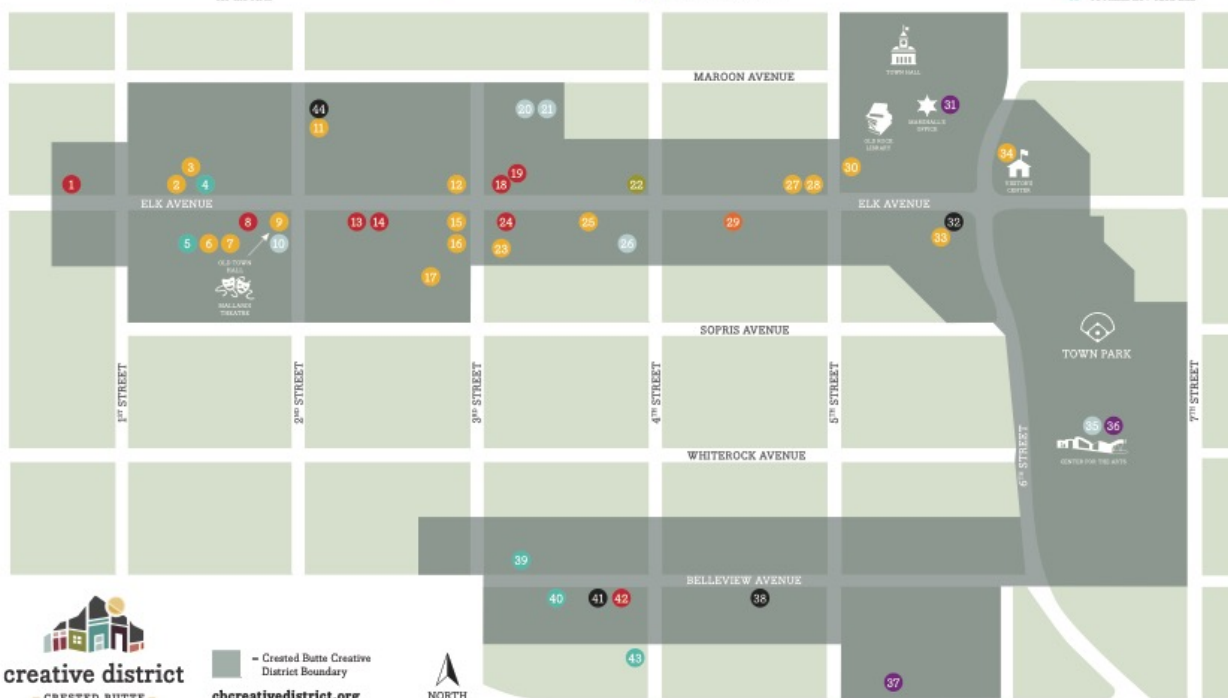 MAROON AVENUE
TOWN HALL
44
20 21
31
11
OLD ROCK
LIBRARY
MARSHALL'S
OFFICE
34
3
19
30
1
2 4
12
18
22
27 28
VISITOR'S
CENTER
ELK AVENUE
ELK AVENUE
8 9
13 14
15
24
25
29
32
5 6 7
10
16
23
26
33
OLD TOWN
HALL
17
MALLARDI
THEATRE
SOPRIS AVENUE
TOWN PARK
1ST STREET
2ND STREET
3RD STREET
4TH STREET
5TH STREET
6TH STREET
7TH STREET
35 36
CENTER FOR THE ARTS
WHITEROCK AVENUE
39
BELLEVIEW AVENUE
40 41 42
38
43
37
creative district
– CRESTED BUTTE –
– Crested Butte Creative
District Boundary
cbcreativedistrict.org
NORTH